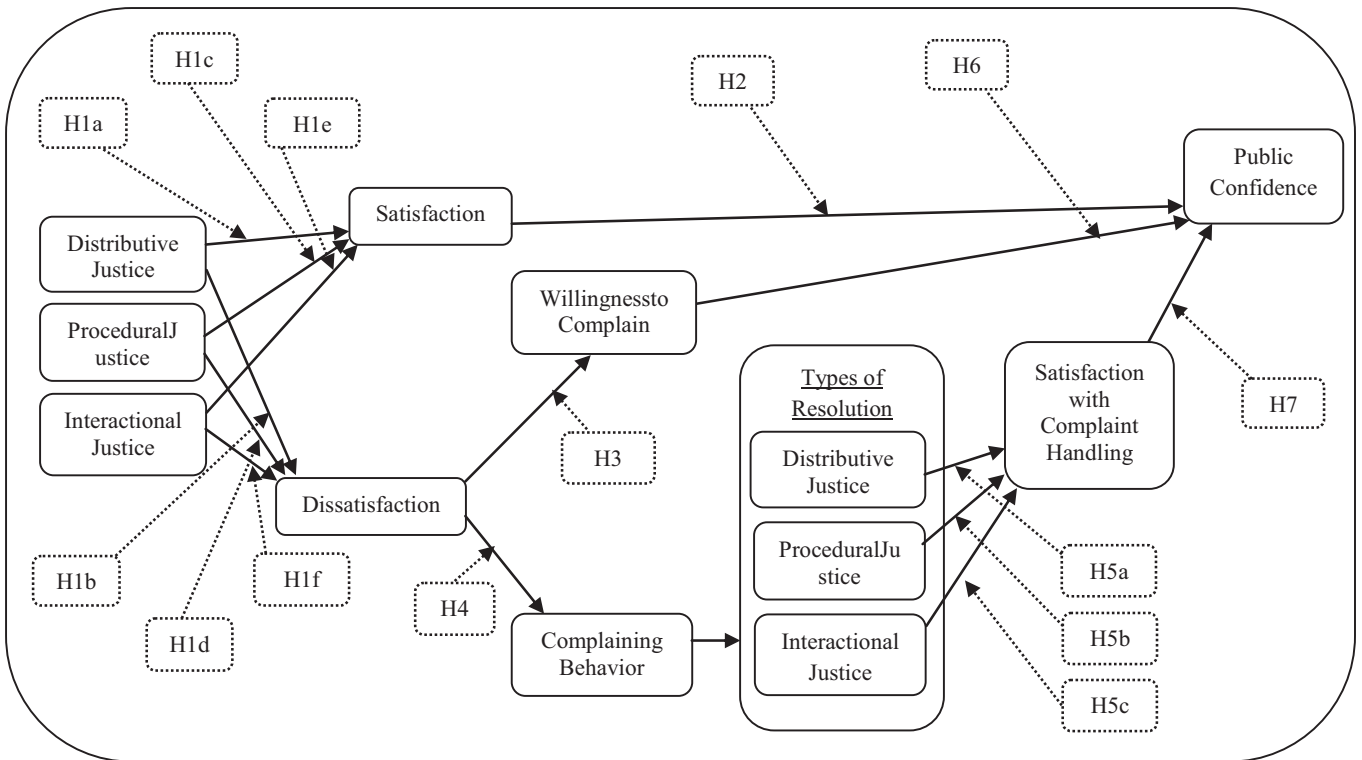 H1c
H2
H6
H1a
H1e
Public
Confidence
Satisfaction
Distributive
Justice
Willingnessto
Complain
ProceduralJ
ustice
Types of
Resolution
Satisfaction
with
Complaint
Handling
Interactional
Justice
H7
H3
Distributive
Justice
Dissatisfaction
ProceduralJu
stice
H1b
H1f
H4
H5a
H1d
Complaining
Behavior
Interactional
Justice
H5b
H5c